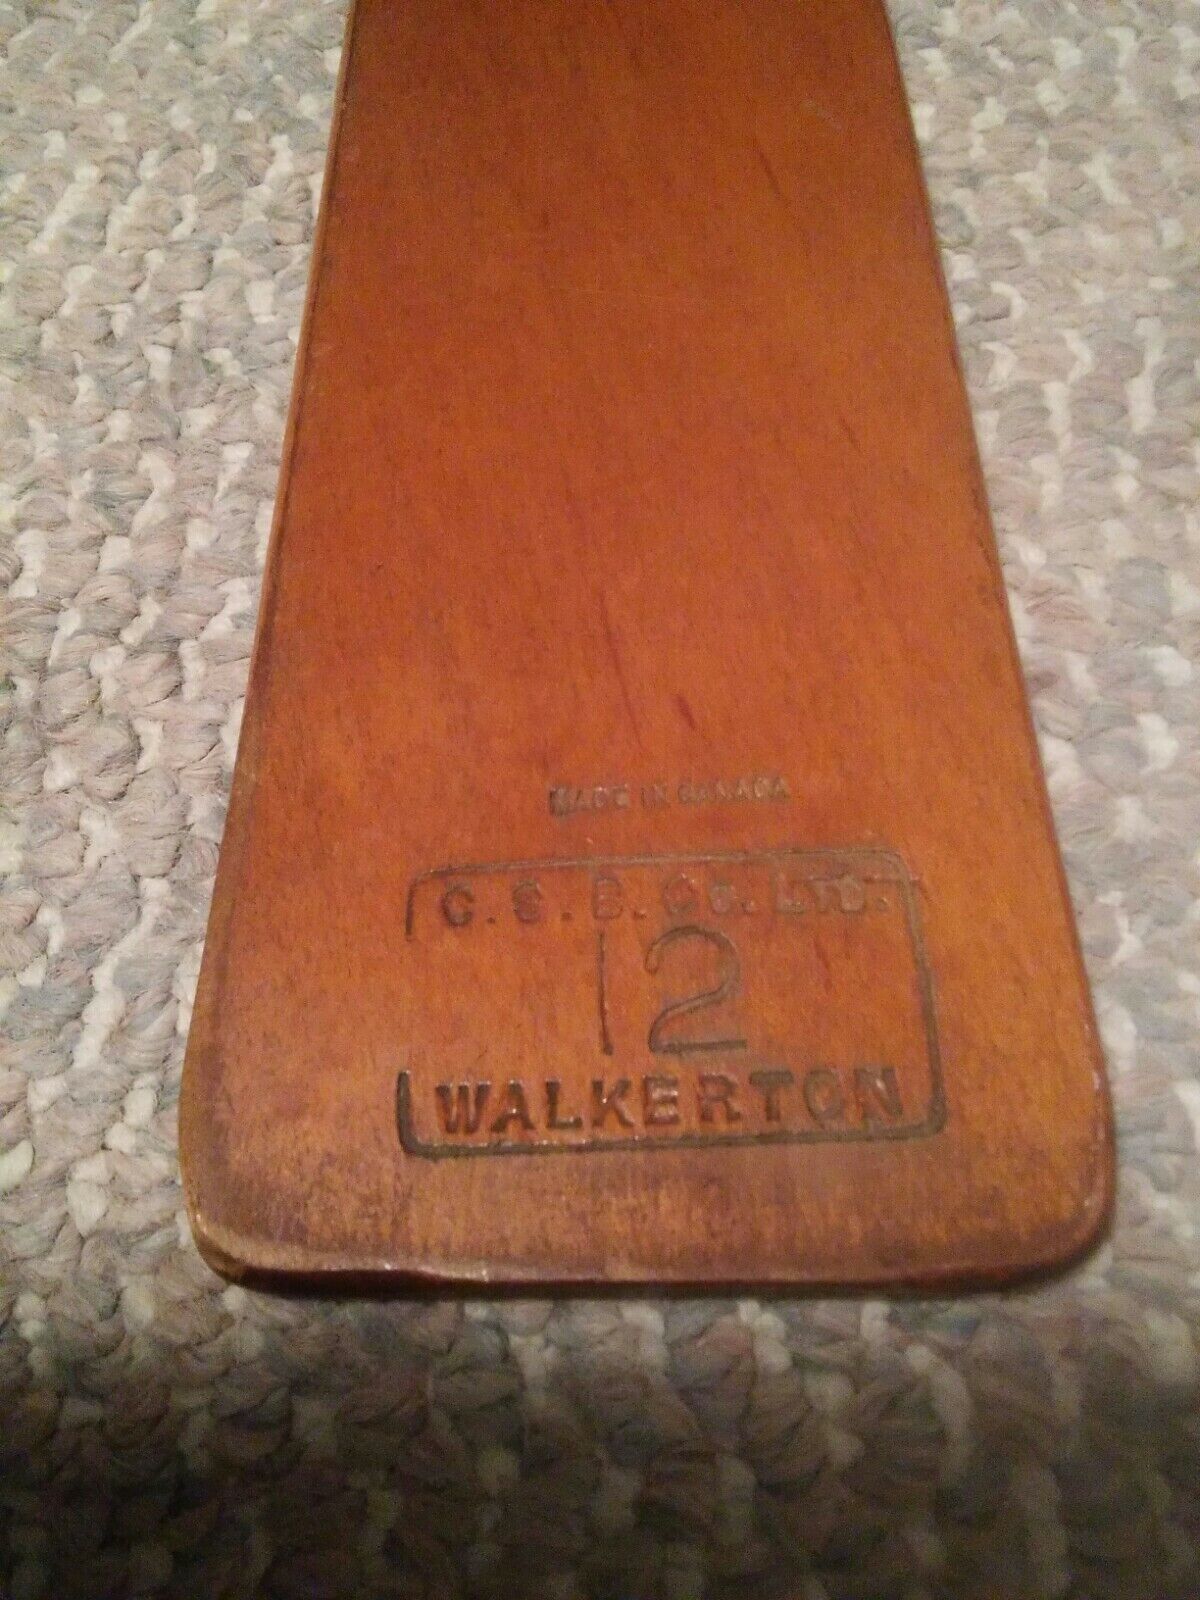 MADE IN CANADA
C. S. B. Co. LTD.
12
WALKERTON